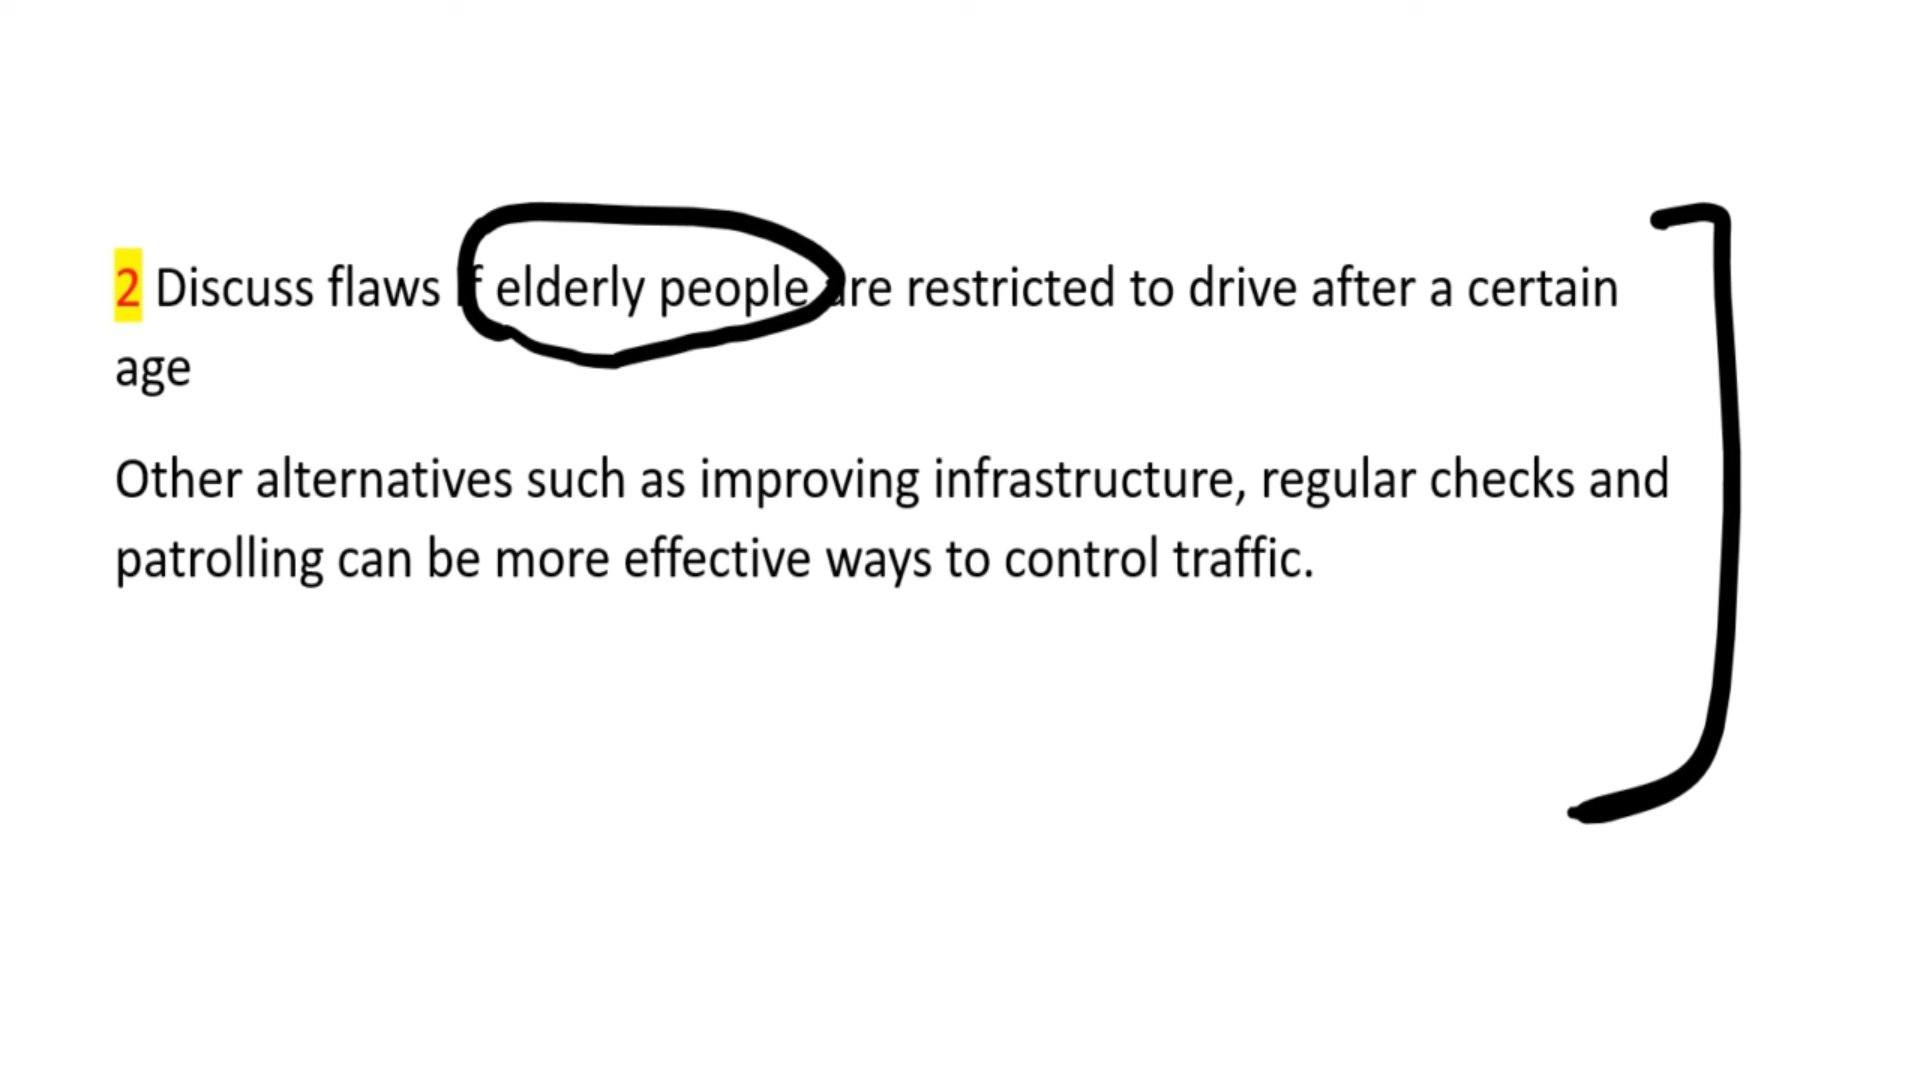 2 Discuss flaws if elderly people are restricted to drive after a certain
age
Other alternatives such as improving infrastructure, regular checks and
patrolling can be more effective ways to control traffic.